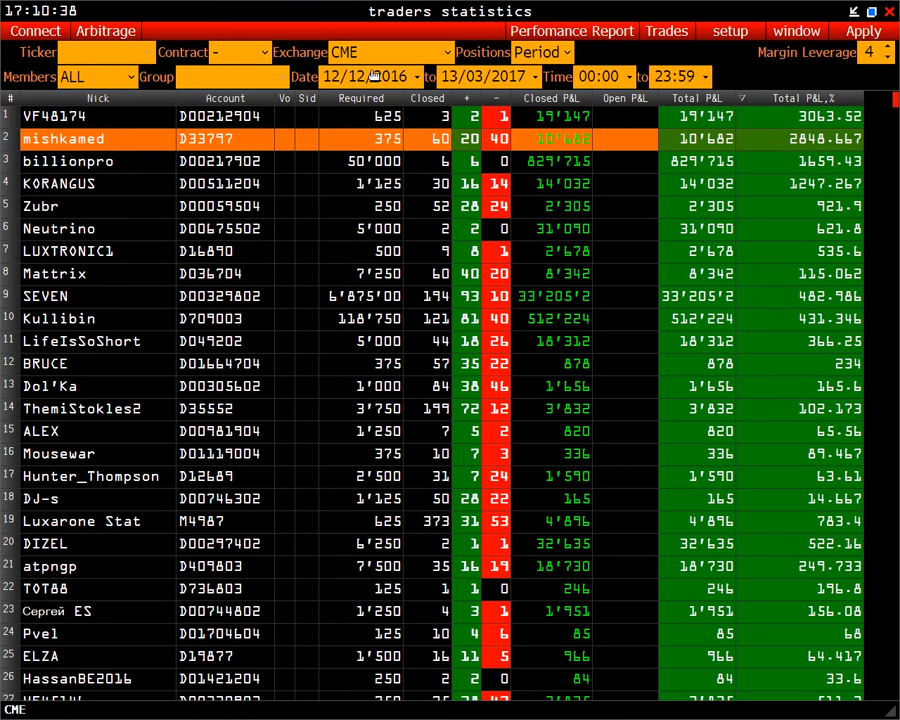 17:10:38 traders statistics
Connect Arbitrage Perfomance Report Trades setup window Apply
Ticker Contract - Exchange CME Positions Period Margin Leverage 4
Members ALL Group Date 12/12/2016 to 13/03/2017 Time 00:00 to 23:59
# Nick Account Vo Sid Required Closed + - Closed P&L Open P&L Total P&L ▽ Total P&L,%
1 VF48174 D00212904 625 3 2 1 19'147 19'147 3063.52
2 mishkamed D33797 375 60 20 40 10'682 10'682 2848.667
3 billionpro D00217902 50'000 6 6 0 829'715 829'715 1659.43
4 KORANGUS D00511204 1'125 30 16 14 14'032 14'032 1247.267
5 Zubr D00059504 250 52 28 24 2'305 2'305 921.9
6 Neutrino D00675502 5'000 2 2 0 31'090 31'090 621.8
7 LUXTRONIC1 D16890 500 9 8 1 2'678 2'678 535.6
8 Mattrix D036704 7'250 60 40 20 8'342 8'342 115.062
9 SEVEN D00329802 6'875'00 194 93 10 33'205'2 33'205'2 482.986
10 Kullibin D709003 118'750 121 81 40 512'224 512'224 431.346
11 LifeIsSoShort D049202 5'000 44 18 26 18'312 18'312 366.25
12 BRUCE D01664704 375 57 35 22 878 878 234
13 Dol'Ka D00305602 1'000 84 38 46 1'656 1'656 165.6
14 ThemiStokles2 D35552 3'750 199 72 12 3'832 3'832 102.173
15 ALEX D00981904 1'250 7 5 2 820 820 65.56
16 Mousewar D01119004 375 10 7 3 336 336 89.467
17 Hunter_Thompson D12689 2'500 31 7 24 1'590 1'590 63.61
18 DJ-s D00746302 1'125 50 28 22 165 165 14.667
19 Luxarone Stat M4987 625 373 31 53 4'896 4'896 783.4
20 DIZEL D00297402 6'250 2 1 1 32'635 32'635 522.16
21 atpngp D409803 7'500 35 16 19 18'730 18'730 249.733
22 TOT88 D736803 125 1 1 0 246 246 196.8
23 Сергей ES D00744802 1'250 4 3 1 1'951 1'951 156.08
24 Pvel D01704604 125 10 4 6 85 85 68
25 ELZA D19877 1'500 16 11 5 966 966 64.417
26 HassanBE2016 D01421204 250 2 2 0 84 84 33.6
27
CME